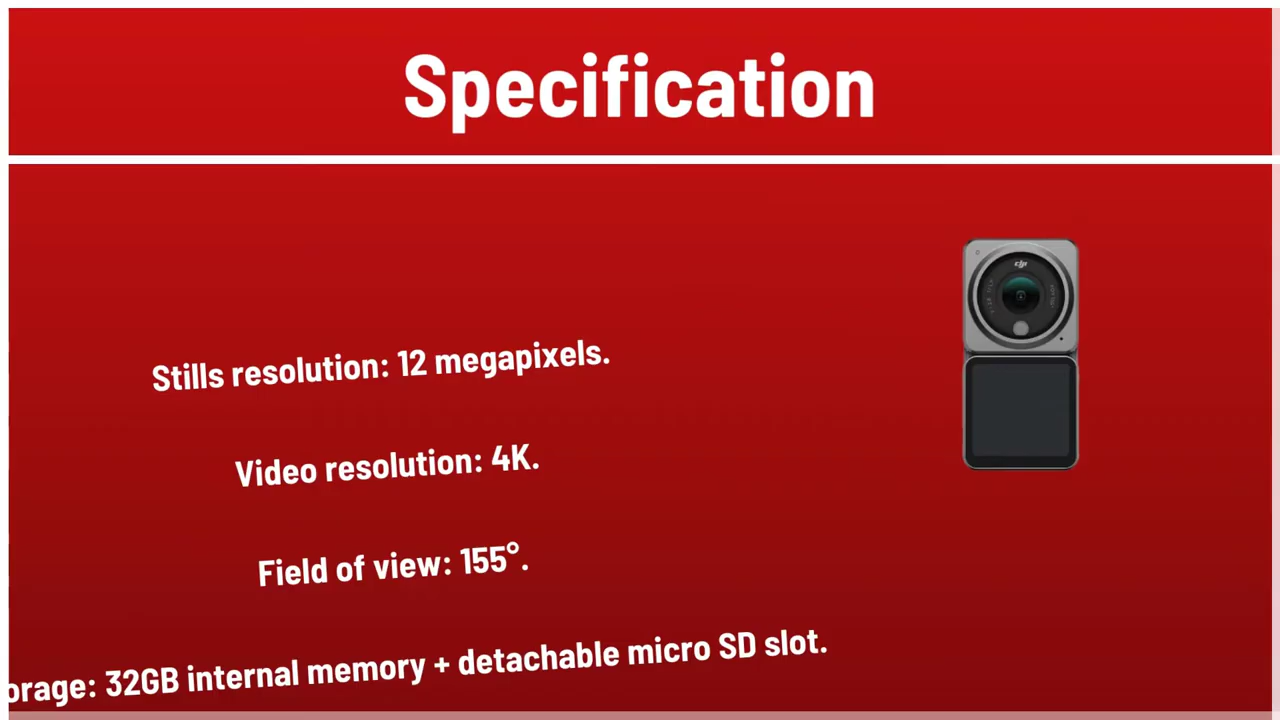 Specification
dji
Stills resolution: 12 megapixels.
Video resolution: 4K.
Field of view: 155°.
orage: 32GB internal memory + detachable micro SD slot.